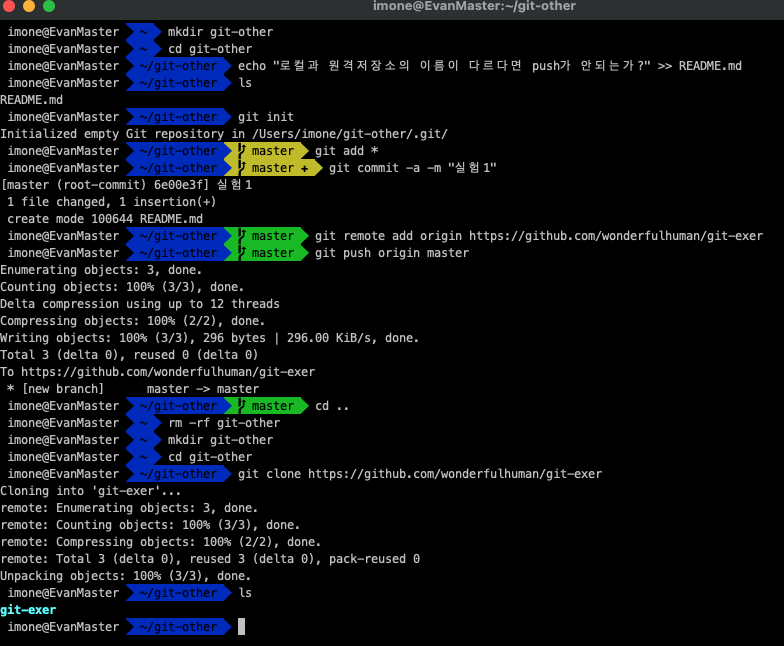 imone@EvanMaster:~/git-other
imone@EvanMaster ~ mkdir git-other
imone@EvanMaster ~ cd git-other
imone@EvanMaster ~/git-other echo "로컬과 원격저장소의 이름이 다르다면 push가 안되는가?" >> README.md
imone@EvanMaster ~/git-other ls
README.md
imone@EvanMaster ~/git-other git init
Initialized empty Git repository in /Users/imone/git-other/.git/
imone@EvanMaster ~/git-other master git add *
imone@EvanMaster ~/git-other master + git commit -a -m "실험1"
[master (root-commit) 6e00e3f] 실험1
1 file changed, 1 insertion(+)
create mode 100644 README.md
imone@EvanMaster ~/git-other master git remote add origin https://github.com/wonderfulhuman/git-exer
imone@EvanMaster ~/git-other master git push origin master
Enumerating objects: 3, done.
Counting objects: 100% (3/3), done.
Delta compression using up to 12 threads
Compressing objects: 100% (2/2), done.
Writing objects: 100% (3/3), 296 bytes | 296.00 KiB/s, done.
Total 3 (delta 0), reused 0 (delta 0)
To https://github.com/wonderfulhuman/git-exer
* [new branch] master -> master
imone@EvanMaster ~/git-other master cd ..
imone@EvanMaster ~ rm -rf git-other
imone@EvanMaster ~ mkdir git-other
imone@EvanMaster ~ cd git-other
imone@EvanMaster ~/git-other git clone https://github.com/wonderfulhuman/git-exer
Cloning into 'git-exer'...
remote: Enumerating objects: 3, done.
remote: Counting objects: 100% (3/3), done.
remote: Compressing objects: 100% (2/2), done.
remote: Total 3 (delta 0), reused 3 (delta 0), pack-reused 0
Unpacking objects: 100% (3/3), done.
imone@EvanMaster ~/git-other ls
git-exer
imone@EvanMaster ~/git-other